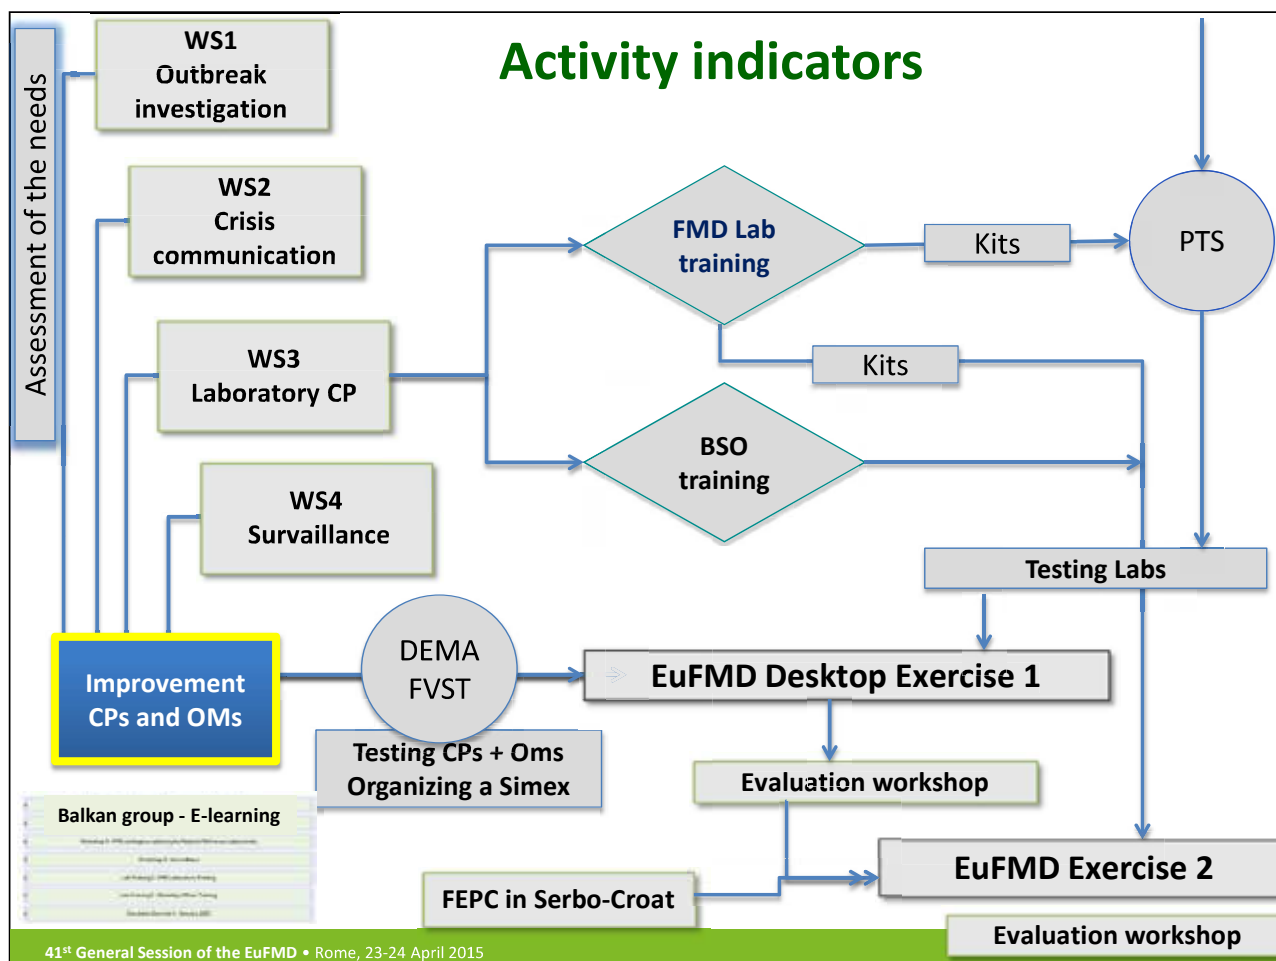 Activity indicators
Assessment of the needs
WS1
Outbreak
investigation
WS2
Crisis
communication
WS3
Laboratory CP
WS4
Survaillance
FMD Lab
training
Kits
PTS
Kits
BSO
training
Testing Labs
Improvement
CPs and OMs
DEMA
FVST
Testing CPs + Oms
Organizing a Simex
EuFMD Desktop Exercise 1
Evaluation workshop
Balkan group - E-learning
FEPC in Serbo-Croat
EuFMD Exercise 2
Evaluation workshop
41st General Session of the EuFMD • Rome, 23-24 April 2015